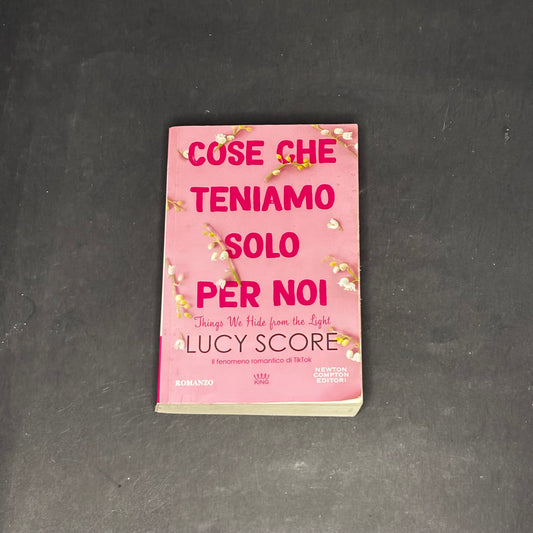 COSE CHE
TENIAMO
SOLO
PER NOI
Things We Hide from the Light
LUCY SCORE
Il fenomeno romantico di TikTok
ROMANZO
KING
NEWTON
COMPTON
EDITORI